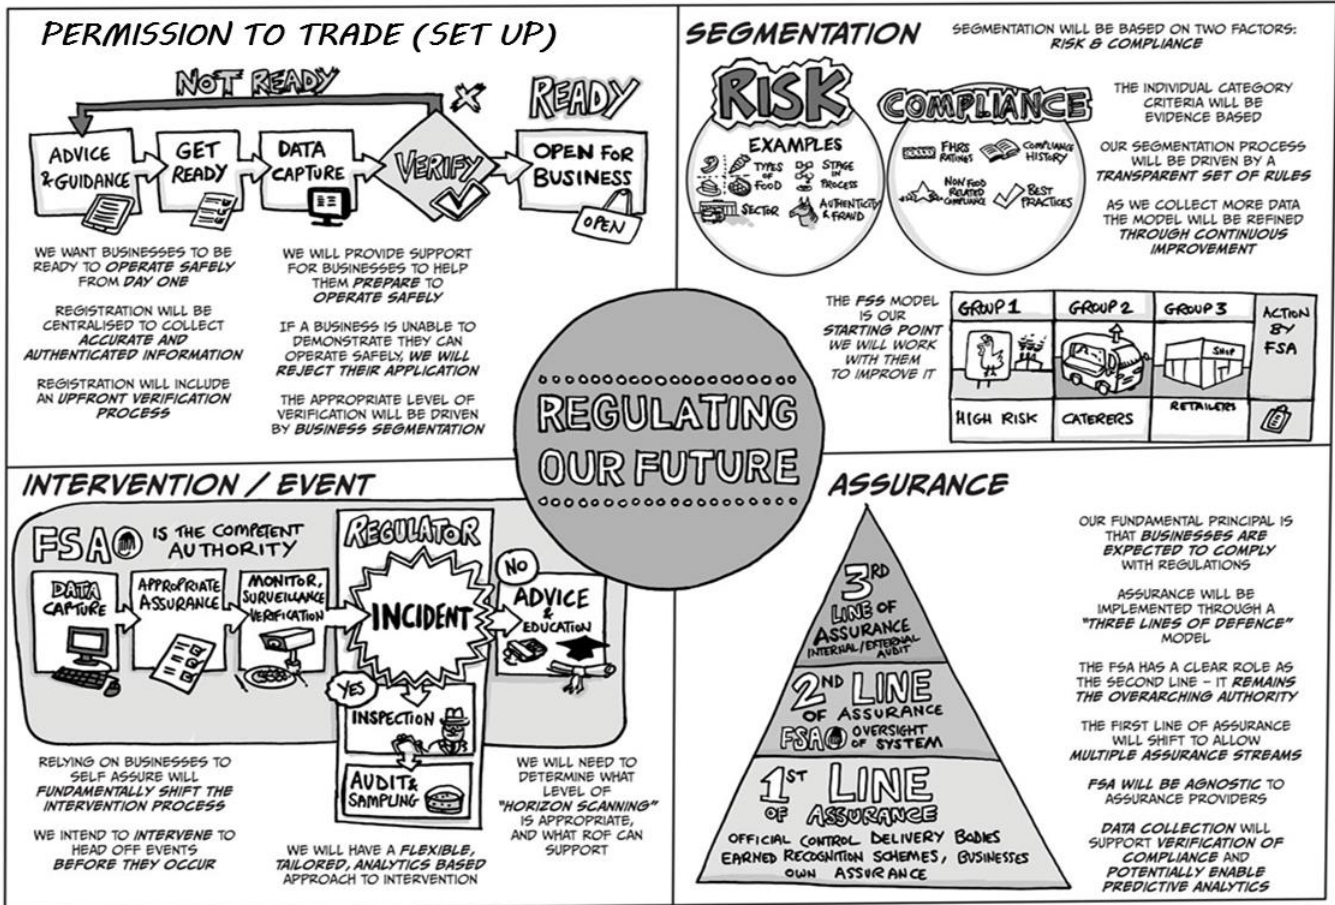 PERMISSION TO TRADE (SET UP)
NOT READY
READY
ADVICE
& GUIDANCE
GET
READY
DATA
CAPTURE
VERIFY
OPEN FOR
BUSINESS
OPEN
WE WANT BUSINESSES TO BE
READY TO OPERATE SAFELY
FROM DAY ONE
REGISTRATION WILL BE
CENTRALISED TO COLLECT
ACCURATE AND
AUTHENTICATED INFORMATION
REGISTRATION WILL INCLUDE
AN UPFRONT VERIFICATION
PROCESS
WE WILL PROVIDE SUPPORT
FOR BUSINESSES TO HELP
THEM PREPARE TO
OPERATE SAFELY
IF A BUSINESS IS UNABLE TO
DEMONSTRATE THEY CAN
OPERATE SAFELY, WE WILL
REJECT THEIR APPLICATION
THE APPROPRIATE LEVEL OF
VERIFICATION WILL BE DRIVEN
BY BUSINESS SEGMENTATION
SEGMENTATION
SEGMENTATION WILL BE BASED ON TWO FACTORS:
RISK & COMPLIANCE
RISK
EXAMPLES
TYPES
OF
FOOD
STAGE
IN
PROCESS
SECTOR
AUTHENTICITY
& FRAUD
COMPLIANCE
FHRS
RATINGS
COMPLIANCE
HISTORY
NON FOOD
RELATED
COMPLIANCE
BEST
PRACTICES
THE INDIVIDUAL CATEGORY
CRITERIA WILL BE
EVIDENCE BASED
OUR SEGMENTATION PROCESS
WILL BE DRIVEN BY A
TRANSPARENT SET OF RULES
AS WE COLLECT MORE DATA
THE MODEL WILL BE REFINED
THROUGH CONTINUOUS
IMPROVEMENT
THE FSS MODEL
IS OUR
STARTING POINT
WE WILL WORK
WITH THEM
TO IMPROVE IT
GROUP 1
GROUP 2
GROUP 3
ACTION
BY
FSA
SHOP
HIGH RISK
CATERERS
RETAILERS
REGULATING
OUR FUTURE
INTERVENTION / EVENT
FSA IS THE COMPETENT
AUTHORITY
DATA
CAPTURE
APPROPRIATE
ASSURANCE
MONITOR,
SURVEILLANCE
VERIFICATION
REGULATOR
INCIDENT
NO
ADVICE
&
EDUCATION
YES
INSPECTION
AUDIT &
SAMPLING
RELYING ON BUSINESSES TO
SELF ASSURE WILL
FUNDAMENTALLY SHIFT THE
INTERVENTION PROCESS
WE INTEND TO INTERVENE TO
HEAD OFF EVENTS
BEFORE THEY OCCUR
WE WILL HAVE A FLEXIBLE,
TAILORED, ANALYTICS BASED
APPROACH TO INTERVENTION
WE WILL NEED TO
DETERMINE WHAT
LEVEL OF
"HORIZON SCANNING"
IS APPROPRIATE,
AND WHAT ROF CAN
SUPPORT
ASSURANCE
3RD
LINE OF
ASSURANCE
INTERNAL/EXTERNAL
AUDIT
2ND LINE
OF ASSURANCE
FSA OVERSIGHT
OF SYSTEM
1ST LINE
OF ASSURANCE
OFFICIAL CONTROL DELIVERY BODIES
EARNED RECOGNITION SCHEMES, BUSINESSES
OWN ASSURANCE
OUR FUNDAMENTAL PRINCIPAL IS
THAT BUSINESSES ARE
EXPECTED TO COMPLY
WITH REGULATIONS
ASSURANCE WILL BE
IMPLEMENTED THROUGH A
"THREE LINES OF DEFENCE"
MODEL
THE FSA HAS A CLEAR ROLE AS
THE SECOND LINE – IT REMAINS
THE OVERARCHING AUTHORITY
THE FIRST LINE OF ASSURANCE
WILL SHIFT TO ALLOW
MULTIPLE ASSURANCE STREAMS
FSA WILL BE AGNOSTIC TO
ASSURANCE PROVIDERS
DATA COLLECTION WILL
SUPPORT VERIFICATION OF
COMPLIANCE AND
POTENTIALLY ENABLE
PREDICTIVE ANALYTICS